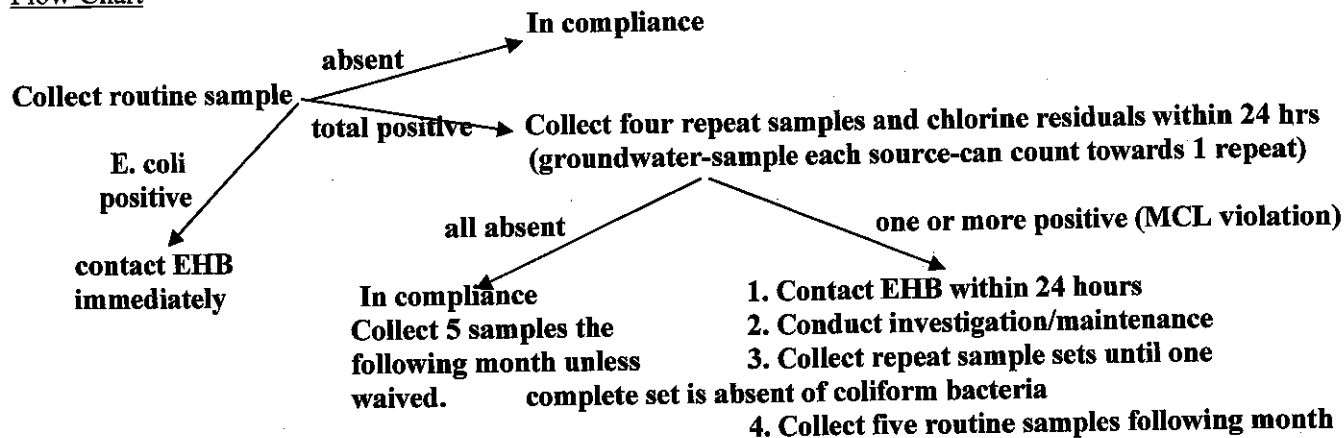 Flow Chart
In compliance
absent
Collect routine sample
total positive
Collect four repeat samples and chlorine residuals within 24 hrs
(groundwater-sample each source-can count towards 1 repeat)
E. coli
positive
contact EHB
immediately
all absent
one or more positive (MCL violation)
In compliance
Collect 5 samples the
following month unless
waived.
1. Contact EHB within 24 hours
2. Conduct investigation/maintenance
3. Collect repeat sample sets until one
complete set is absent of coliform bacteria
4. Collect five routine samples following month